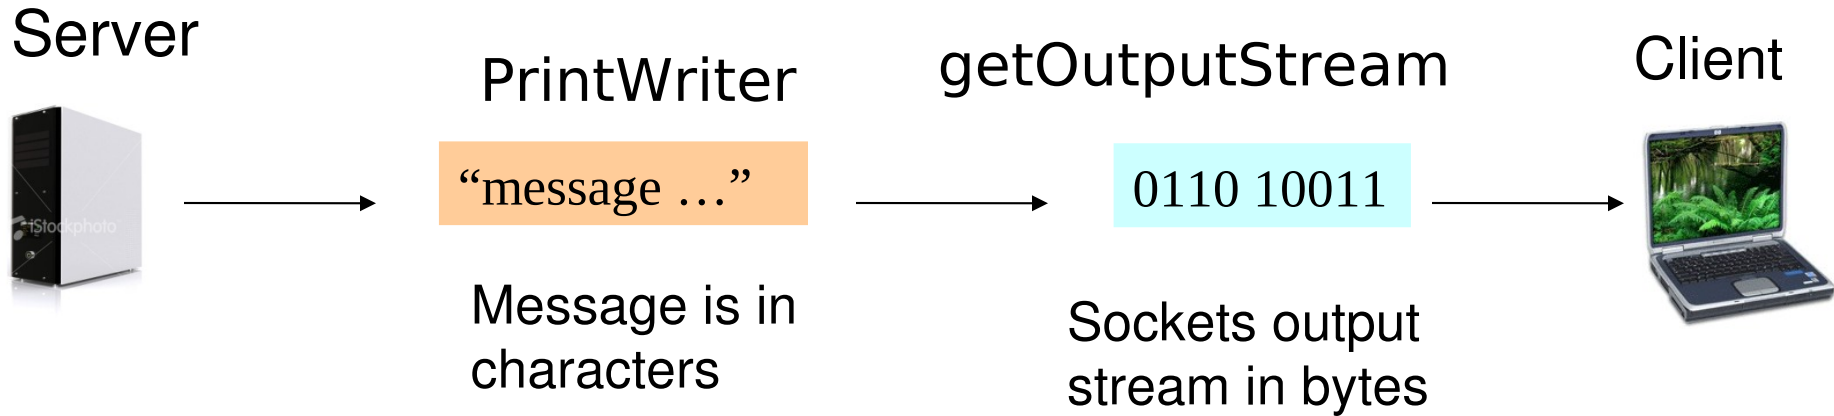 Server
PrintWriter
getOutputStream
Client
“message …”
0110 10011
iStockphoto
Message is in
characters
Sockets output
stream in bytes